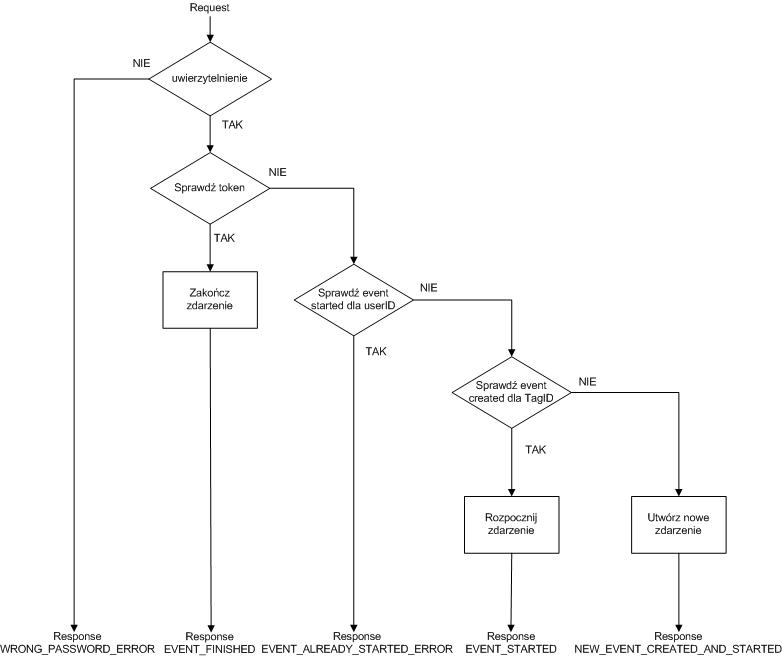 Request
NIE
uwierzytelnienie
TAK
NIE
Sprawdź token
TAK
Zakończ
zdarzenie
NIE
Sprawdź event
started dla userID
TAK
NIE
Sprawdź event
created dla TagID
TAK
Rozpocznij
zdarzenie
Utwórz nowe
zdarzenie
Response
WRONG_PASSWORD_ERROR
Response
EVENT_FINISHED
Response
EVENT_ALREADY_STARTED_ERROR
Response
EVENT_STARTED
Response
NEW_EVENT_CREATED_AND_STARTED